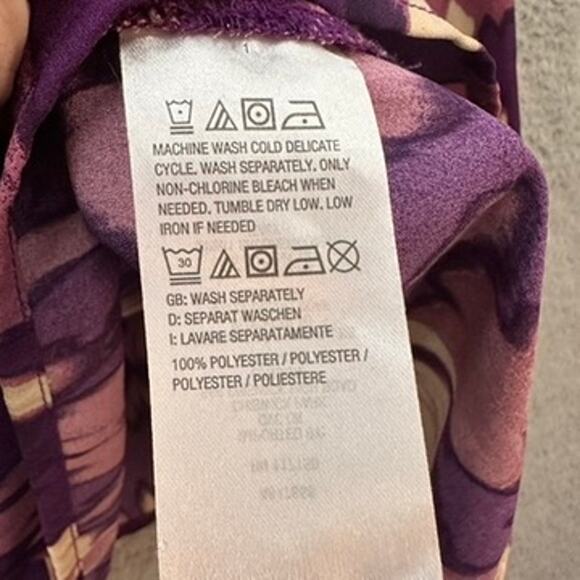 1
MACHINE WASH COLD DELICATE
CYCLE. WASH SEPARATELY. ONLY
NON-CHLORINE BLEACH WHEN
NEEDED. TUMBLE DRY LOW. LOW
IRON IF NEEDED
30
GB: WASH SEPARATELY
D: SEPARAT WASCHEN
I: LAVARE SEPARATAMENTE
100% POLYESTER / POLYESTER /
POLYESTER / POLIESTERE